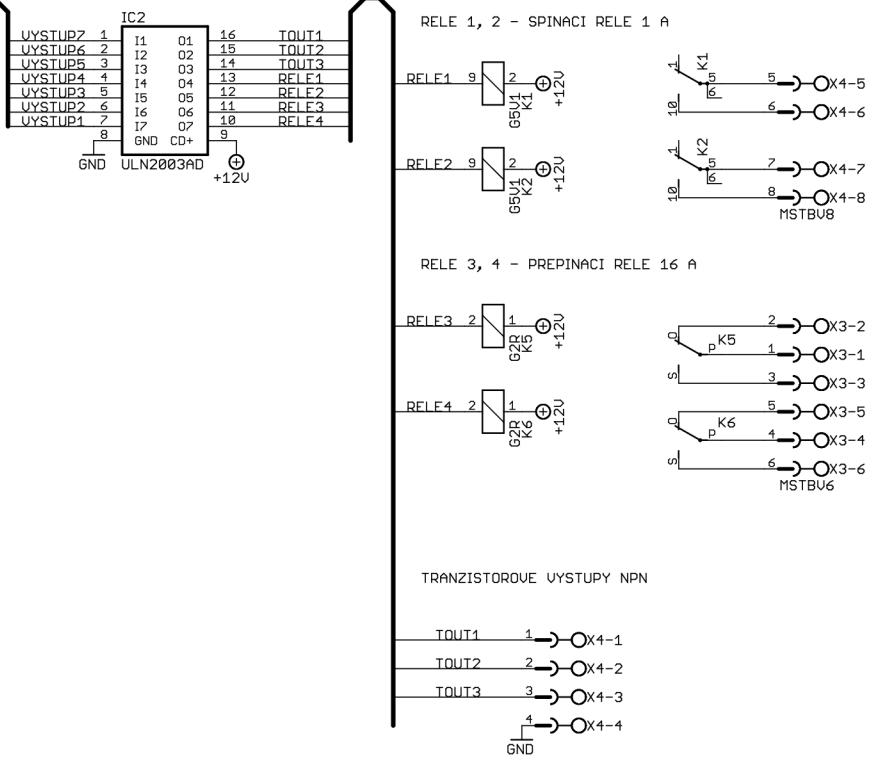 IC2
VYSTUP7 1 I1 O1 16 TOUT1
VYSTUP6 2 I2 O2 15 TOUT2
VYSTUP5 3 I3 O3 14 TOUT3
VYSTUP4 4 I4 O4 13 RELE1
VYSTUP3 5 I5 O5 12 RELE2
VYSTUP2 6 I6 O6 11 RELE3
VYSTUP1 7 I7 O7 10 RELE4
8 GND CD+ 9
GND ULN2003AD +12V
RELE 1, 2 - SPINACI RELE 1 A
RELE1 9 2 +12V
G5V1
K1
1 K1 5 6 10
5 X4-5
6 X4-6
RELE2 9 2 +12V
G5V1
K2
1 K2 5 6 10
7 X4-7
8 X4-8
MSTBV8
RELE 3, 4 - PREPINACI RELE 16 A
RELE3 2 1 +12V
G2R
K5
O P K5 S
2 X3-2
1 X3-1
3 X3-3
RELE4 2 1 +12V
G2R
K6
O P K6 S
5 X3-5
4 X3-4
6 X3-6
MSTBV6
TRANZISTOROVE VYSTUPY NPN
TOUT1 1 X4-1
TOUT2 2 X4-2
TOUT3 3 X4-3
4 X4-4
GND